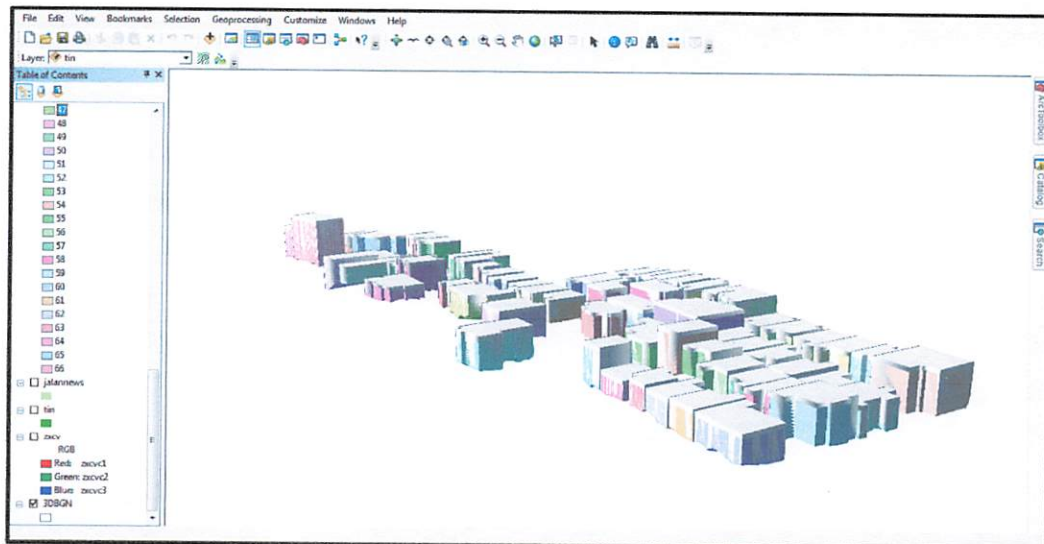 File Edit View Bookmarks Selection Geoprocessing Customize Windows Help
Layer: tin
Table of Contents
47
48
49
50
51
52
53
54
55
56
57
58
59
60
61
62
63
64
65
66
jalannews
tin
zxcv
RGB
Red: zxcvc1
Green: zxcvc2
Blue: zxcvc3
3DBGN
ArcToolbox
Catalog
Search